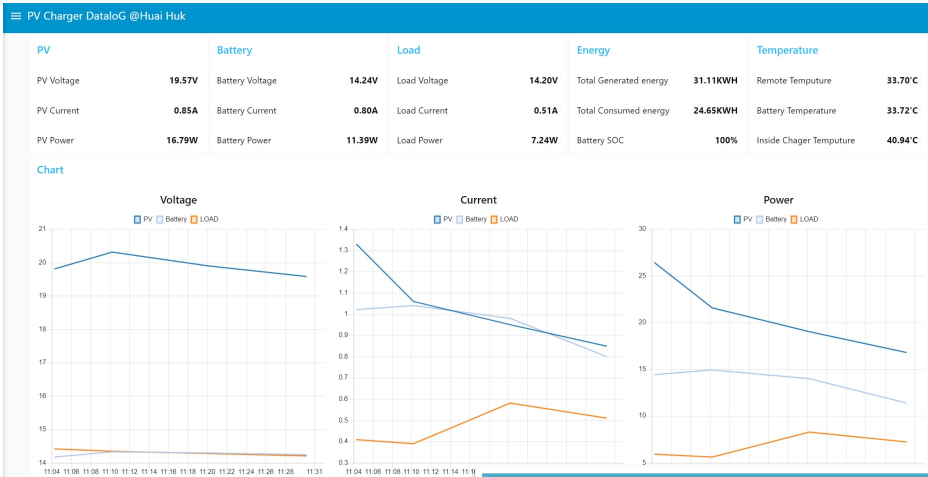 PV Charger DataloG @Huai Huk
PV Battery Load Energy Temperature
PV Voltage 19.57V Battery Voltage 14.24V Load Voltage 14.20V Total Generated energy 31.11KWH Remote Temputure 33.70'C
PV Current 0.85A Battery Current 0.80A Load Current 0.51A Total Consumed energy 24.65KWH Battery Temperature 33.72'C
PV Power 16.79W Battery Power 11.39W Load Power 7.24W Battery SOC 100% Inside Chager Temputure 40.94'C
Chart
Voltage
PV Battery LOAD
21
20
19
18
17
16
15
14
11:04 11:06 11:08 11:10 11:12 11:14 11:16 11:18 11:20 11:22 11:24 11:26 11:28 11:31
Current
PV Battery LOAD
1.4
1.3
1.2
1.1
1
0.9
0.8
0.7
0.6
0.5
0.4
0.3
11:04 11:06 11:08 11:10 11:12 11:14
Power
PV Battery LOAD
30
25
20
15
10
5